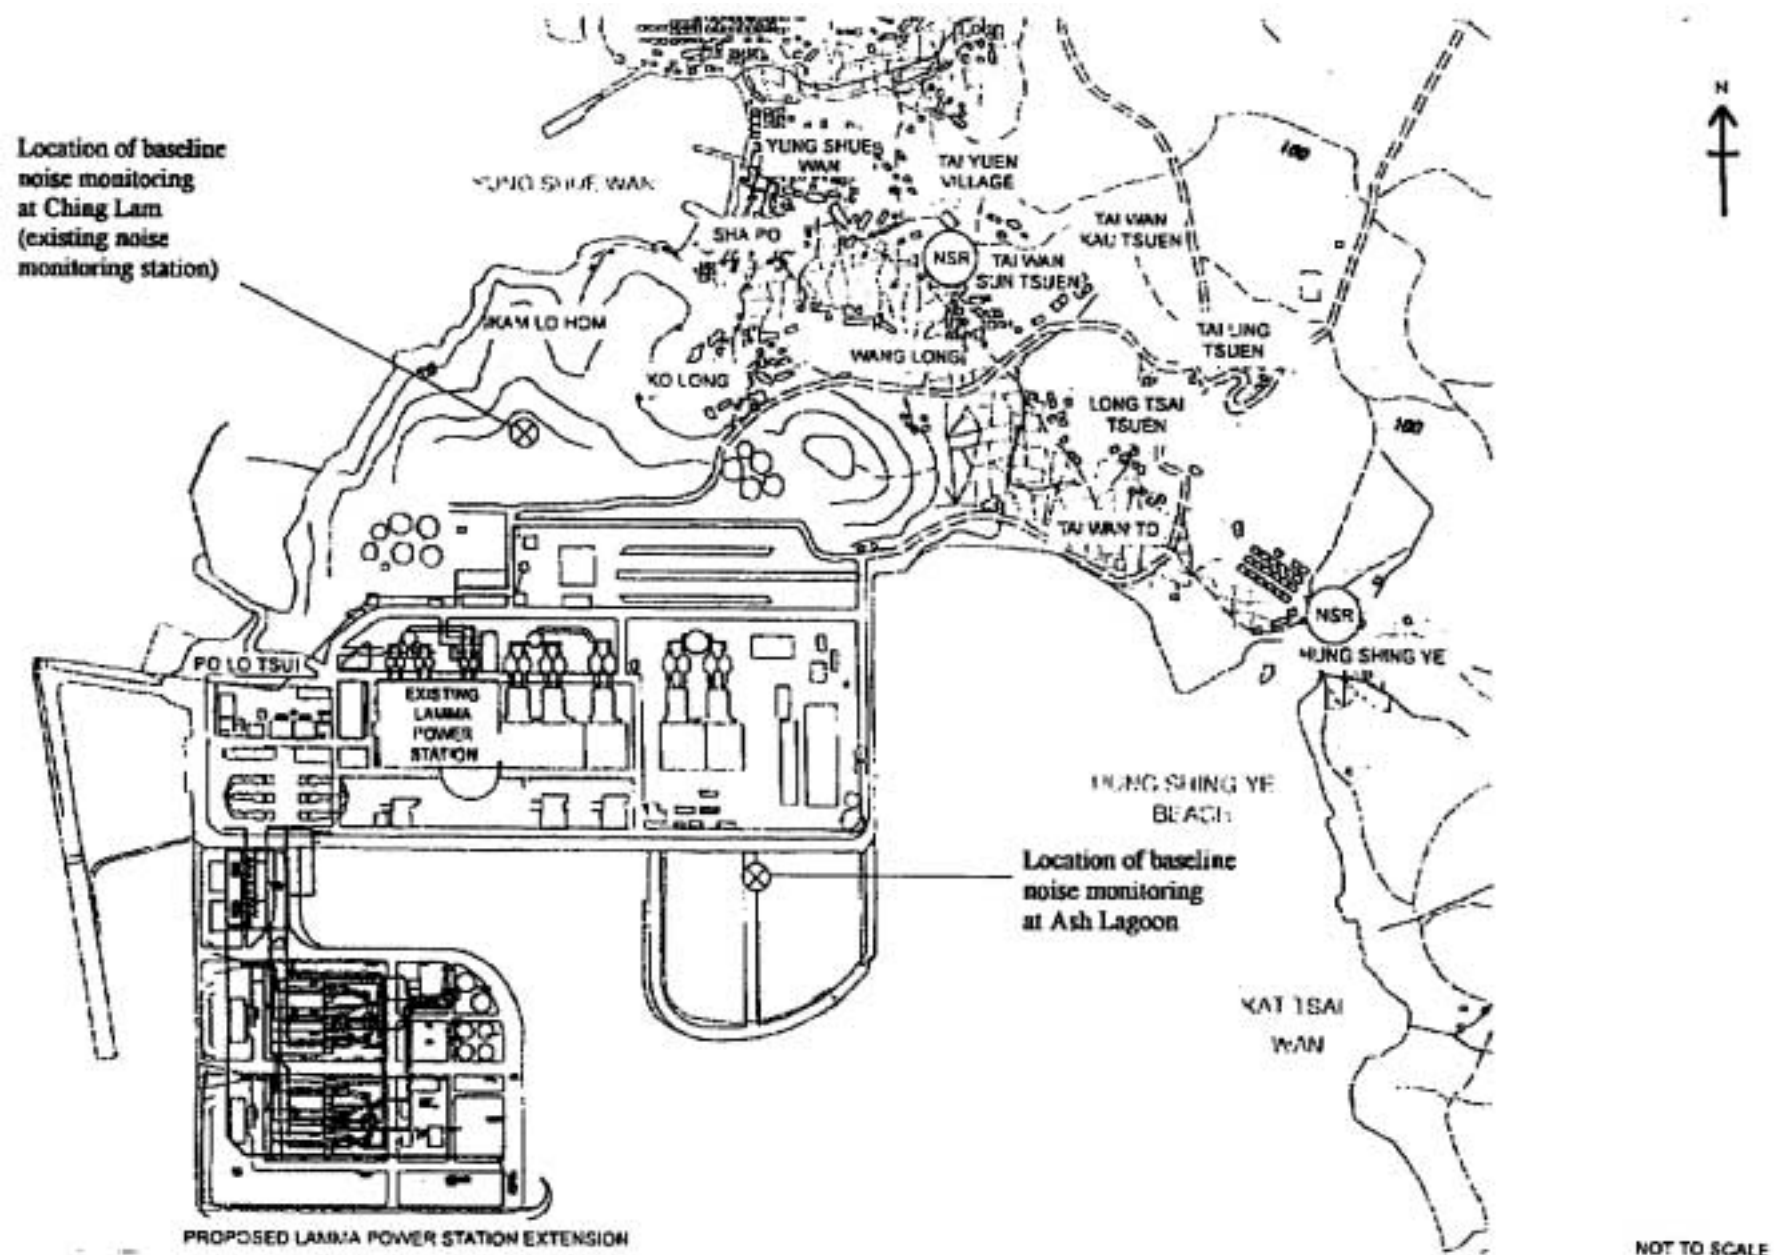 N
Location of baseline
noise monitoring
at Ching Lam
(existing noise
monitoring station)
YUNG SHUE WAN
YUNG SHUE
WAN
TAI YUEN
VILLAGE
100
SHA PO
NSR
TAI WAN
KAU TSUEN
TAI WAN
SUN TSUEN
KAM LO HOM
WANG LONG
TAI LING
TSUEN
KO LONG
LONG TSAI
TSUEN
100
TAI WAN TO
NSR
HUNG SHING YE
PO LO TSUI
EXISTING
LAMMA
POWER
STATION
HUNG SHING YE
BEACH
Location of baseline
noise monitoring
at Ash Lagoon
KAT TSAI
WAN
PROPOSED LAMMA POWER STATION EXTENSION
NOT TO SCALE